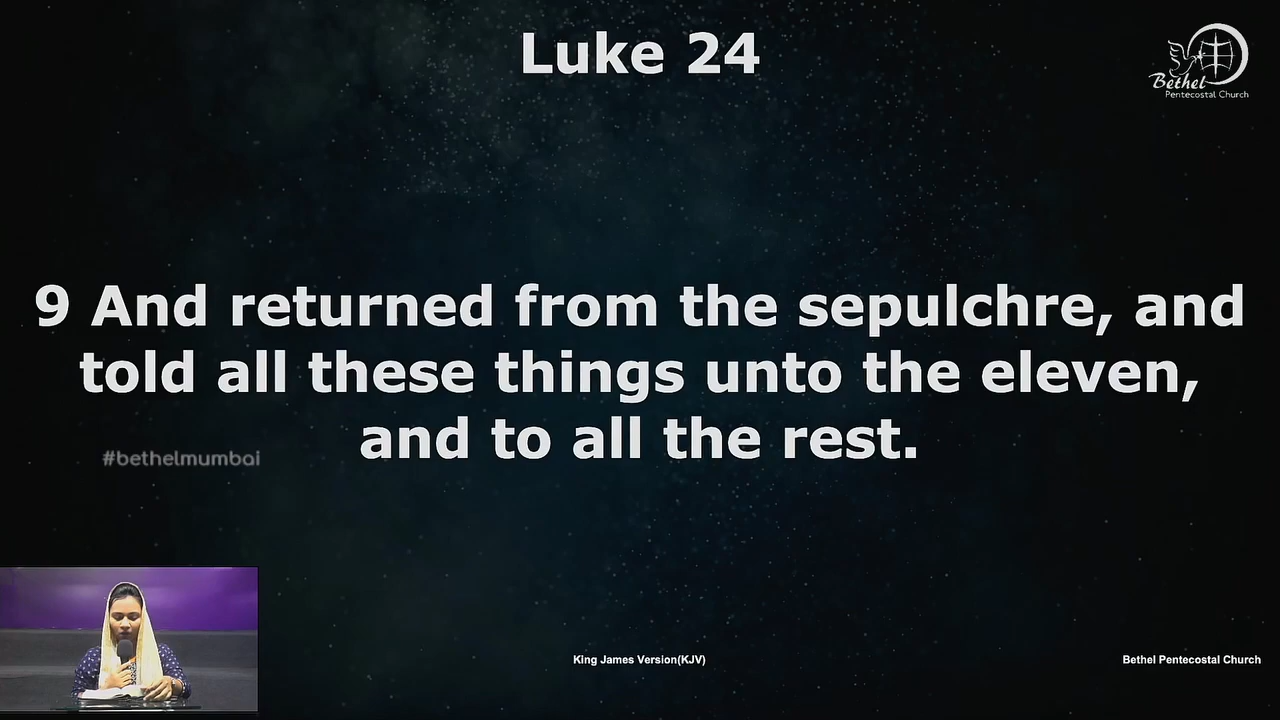 Luke 24
Bethel
Pentecostal Church
9 And returned from the sepulchre, and
told all these things unto the eleven,
and to all the rest.
#bethelmumbai
King James Version(KJV)
Bethel Pentecostal Church